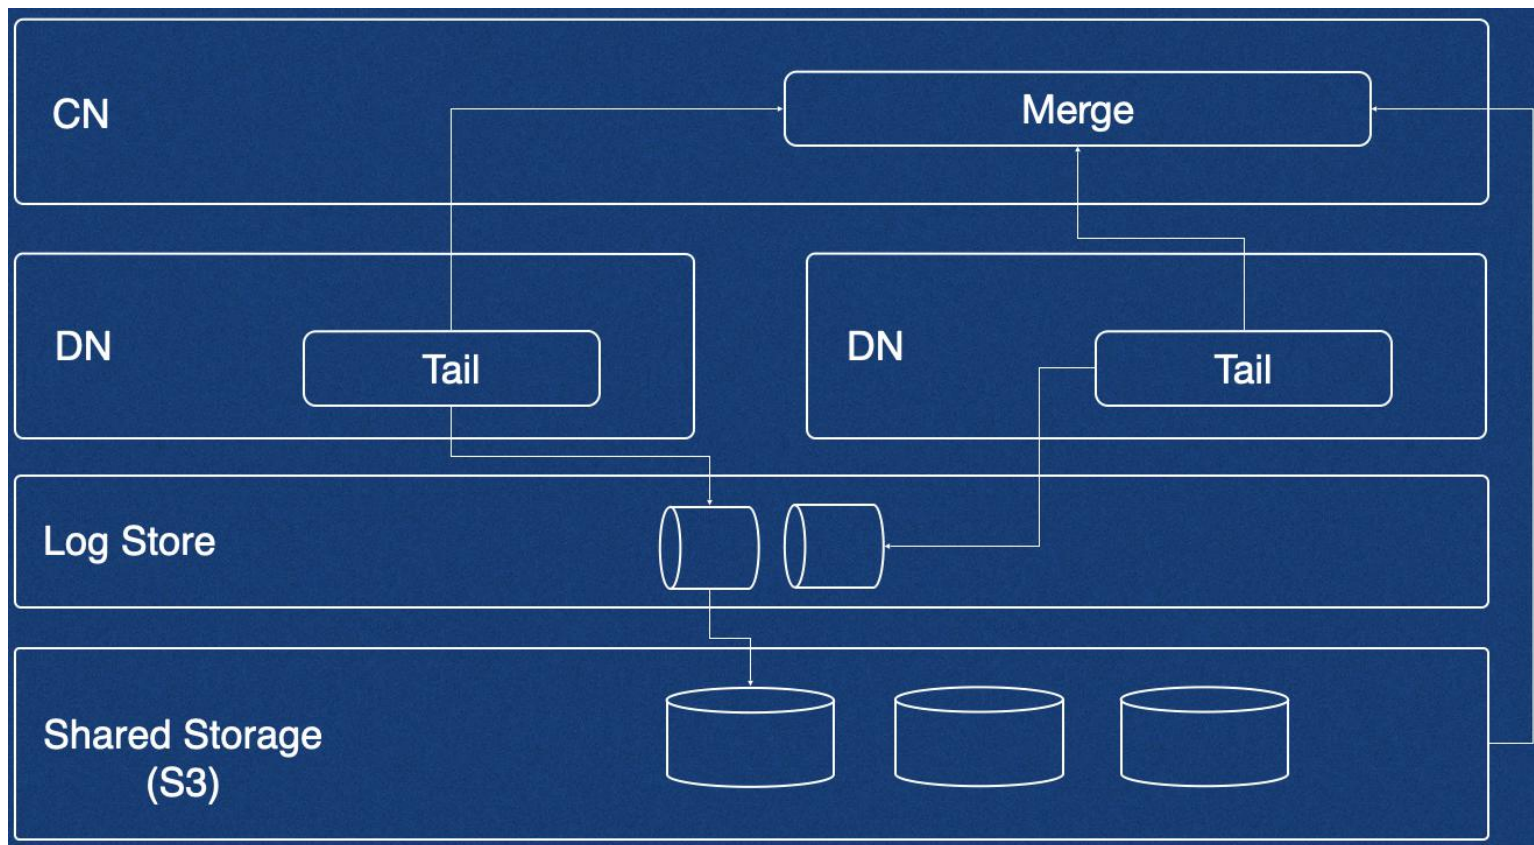 CN
Merge
DN
Tail
DN
Tail
Log Store
Shared Storage
(S3)